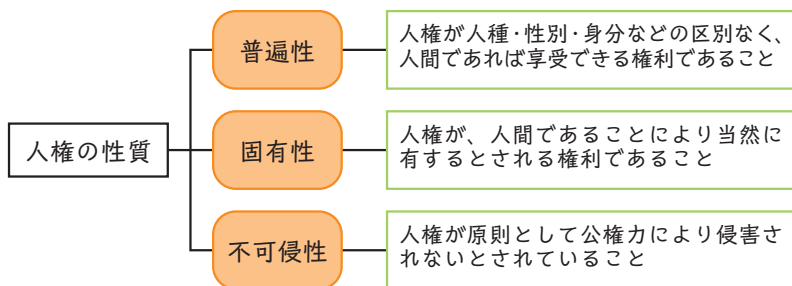 人権の性質
普遍性
人権が人種・性別・身分などの区別なく、
人間であれば享受できる権利であること
固有性
人権が、人間であることにより当然に
有するとされる権利であること
不可侵性
人権が原則として公権力により侵害さ
れないとされていること